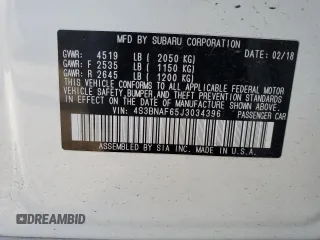 MFD BY SUBARU CORPORATION
DATE: 02/18
GVWR: 4519 LB ( 2050 KG)
GAWR: F 2535 LB ( 1150 KG)
GAWR: R 2645 LB ( 1200 KG)
THIS VEHICLE CONFORMS TO ALL APPLICABLE FEDERAL MOTOR
VEHICLE SAFETY, BUMPER, AND THEFT PREVENTION STANDARDS
IN EFFECT ON THE DATE OF MANUFACTURE SHOWN ABOVE.
VIN: 4S3BNAF65J3034396
PASSENGER CAR
ASSEMBLED BY SIA INC. MADE IN U.S.A.
DREAMBID
DREAMBID